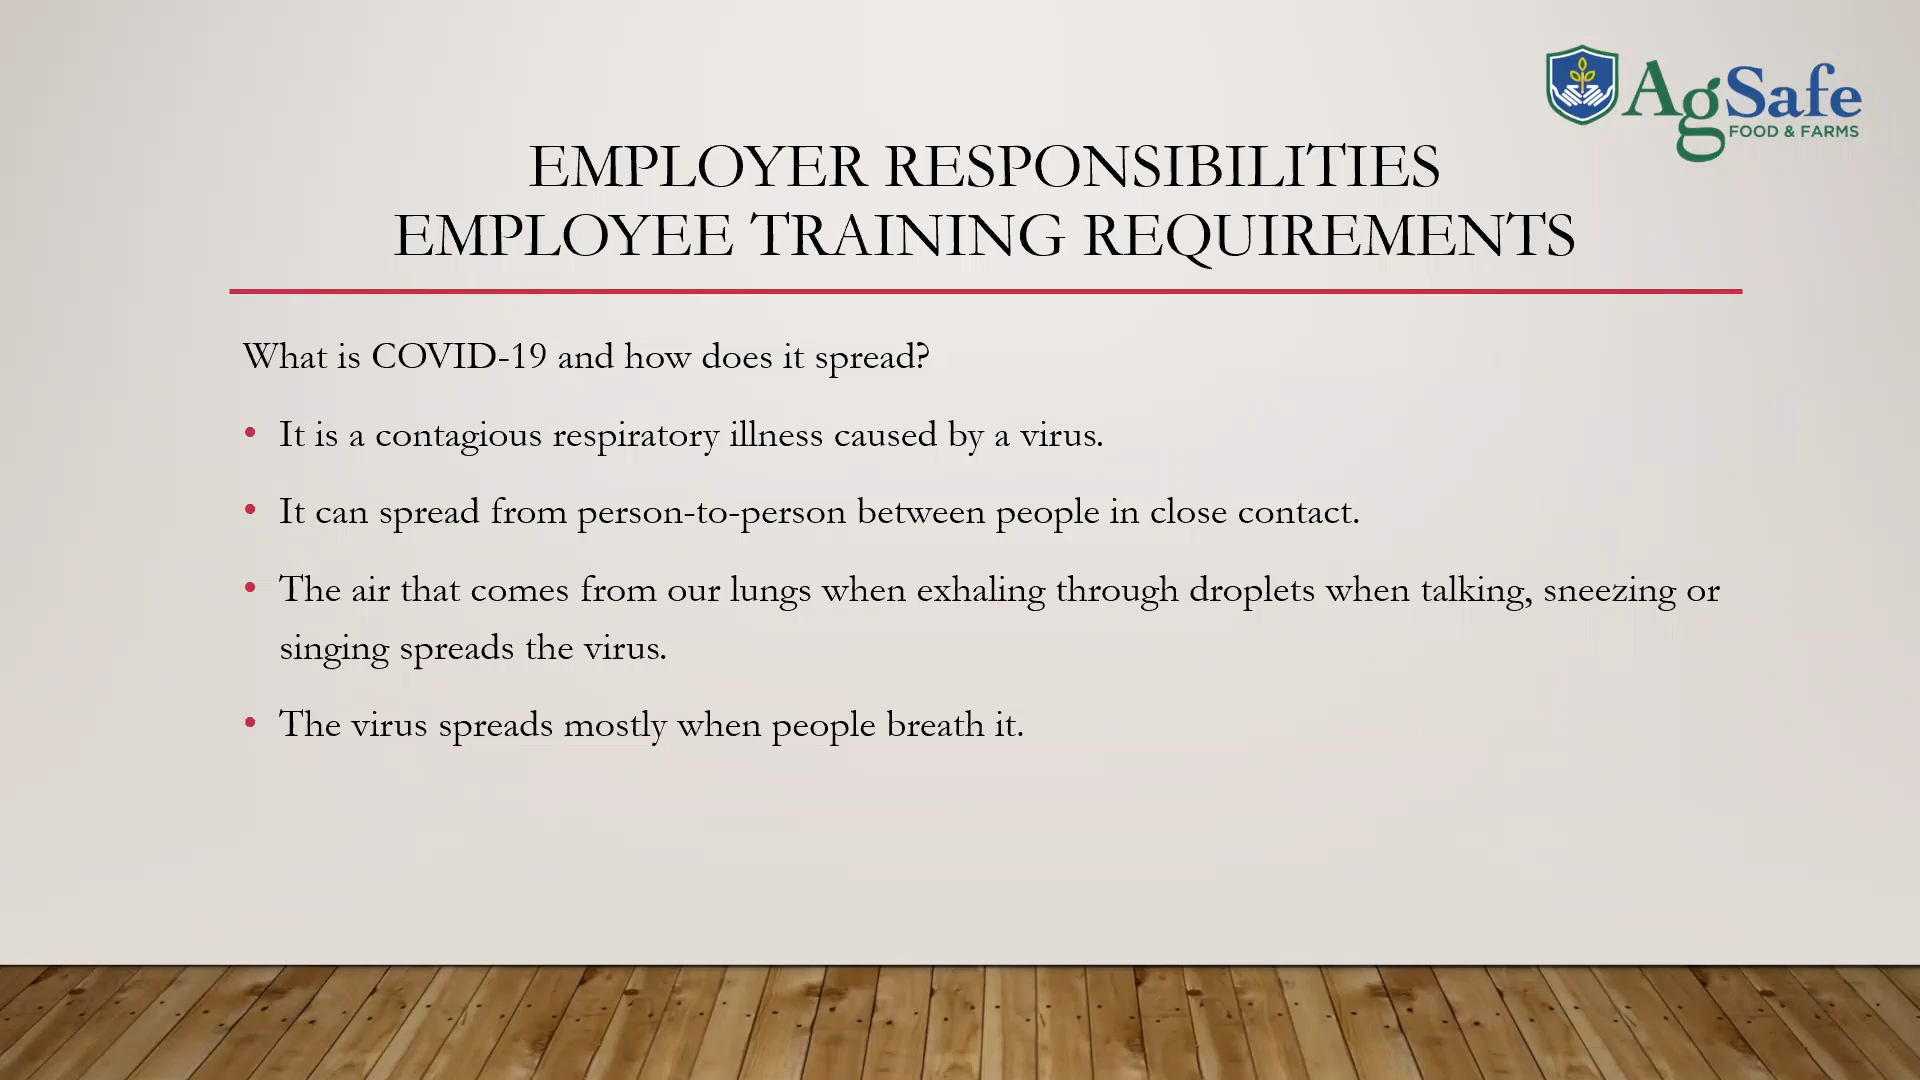 AgSafe
FOOD & FARMS
EMPLOYER RESPONSIBILITIES
EMPLOYEE TRAINING REQUIREMENTS
What is COVID-19 and how does it spread?
• It is a contagious respiratory illness caused by a virus.
• It can spread from person-to-person between people in close contact.
• The air that comes from our lungs when exhaling through droplets when talking, sneezing or
singing spreads the virus.
• The virus spreads mostly when people breath it.